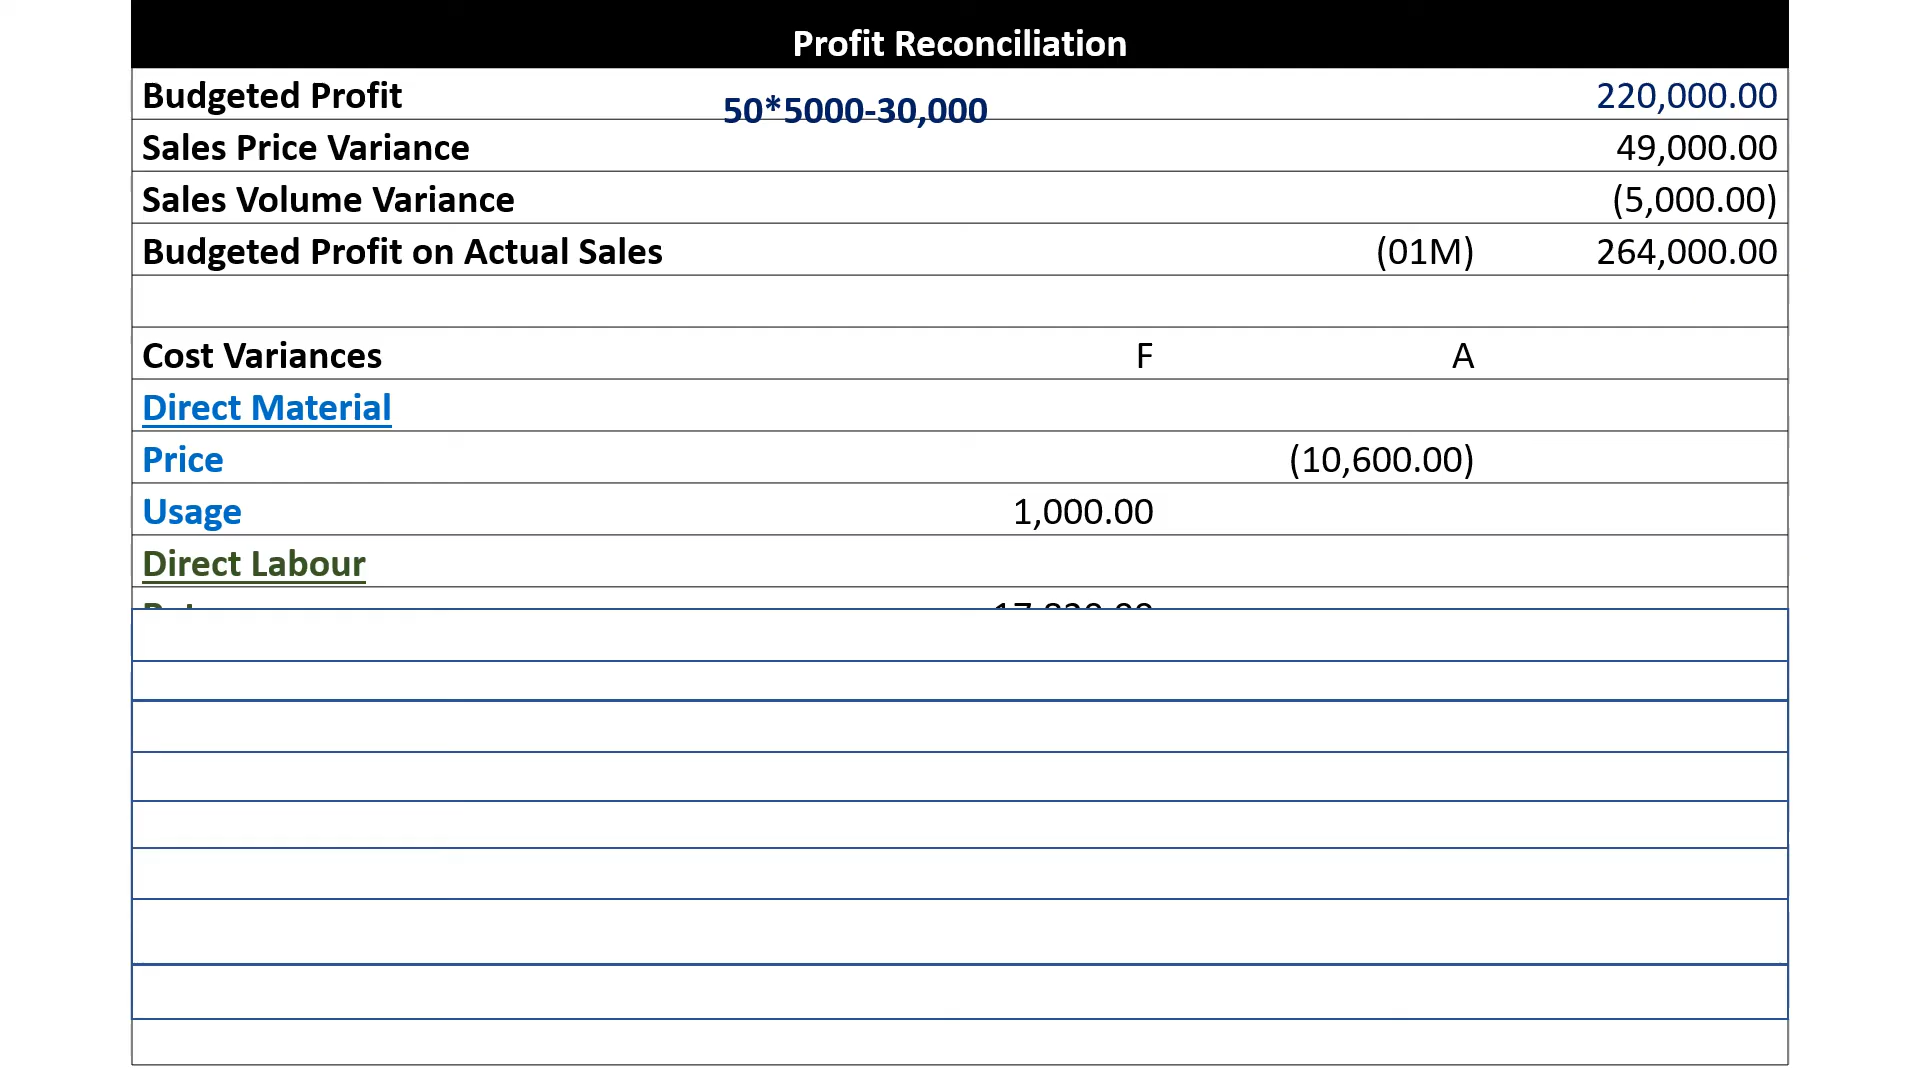 Profit Reconciliation
Budgeted Profit 50*5000-30,000 220,000.00
Sales Price Variance 49,000.00
Sales Volume Variance (5,000.00)
Budgeted Profit on Actual Sales (01M) 264,000.00
Cost Variances F A
Direct Material
Price (10,600.00)
Usage 1,000.00
Direct Labour